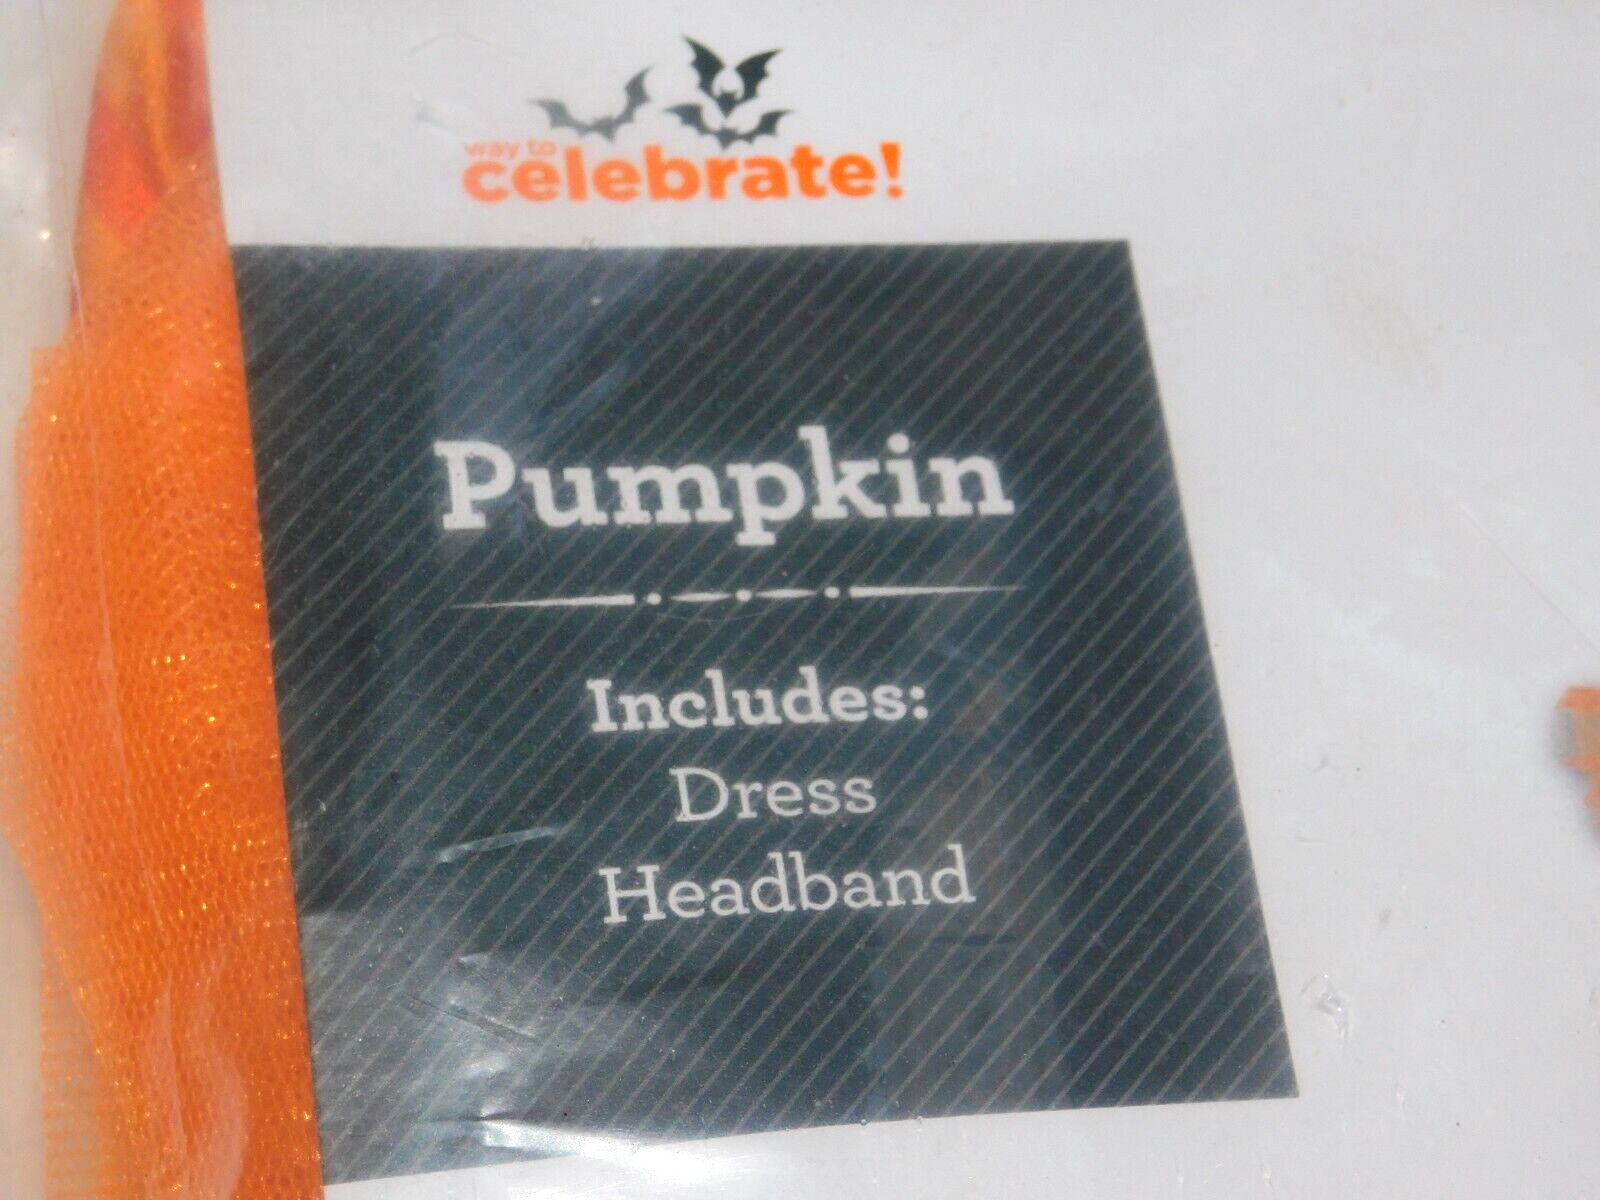 way to
celebrate!
Pumpkin
Includes:
Dress
Headband